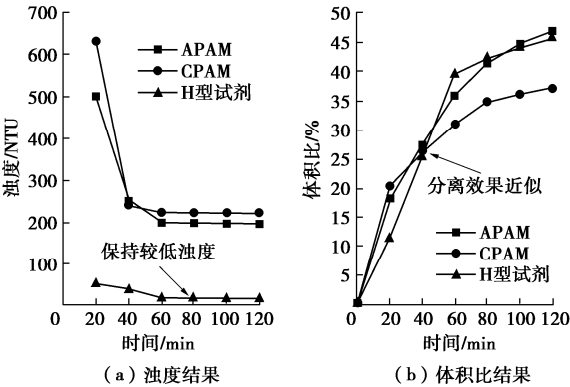 700
600
500
400
300
200
100
0
20
40
60
80
100
120
浊度/NTU
时间/min
APAM
CPAM
H型试剂
保持较低浊度
(a)浊度结果
50
45
40
35
30
25
20
15
10
5
0
20
40
60
80
100
120
体积比/%
时间/min
分离效果近似
APAM
CPAM
H型试剂
(b)体积比结果